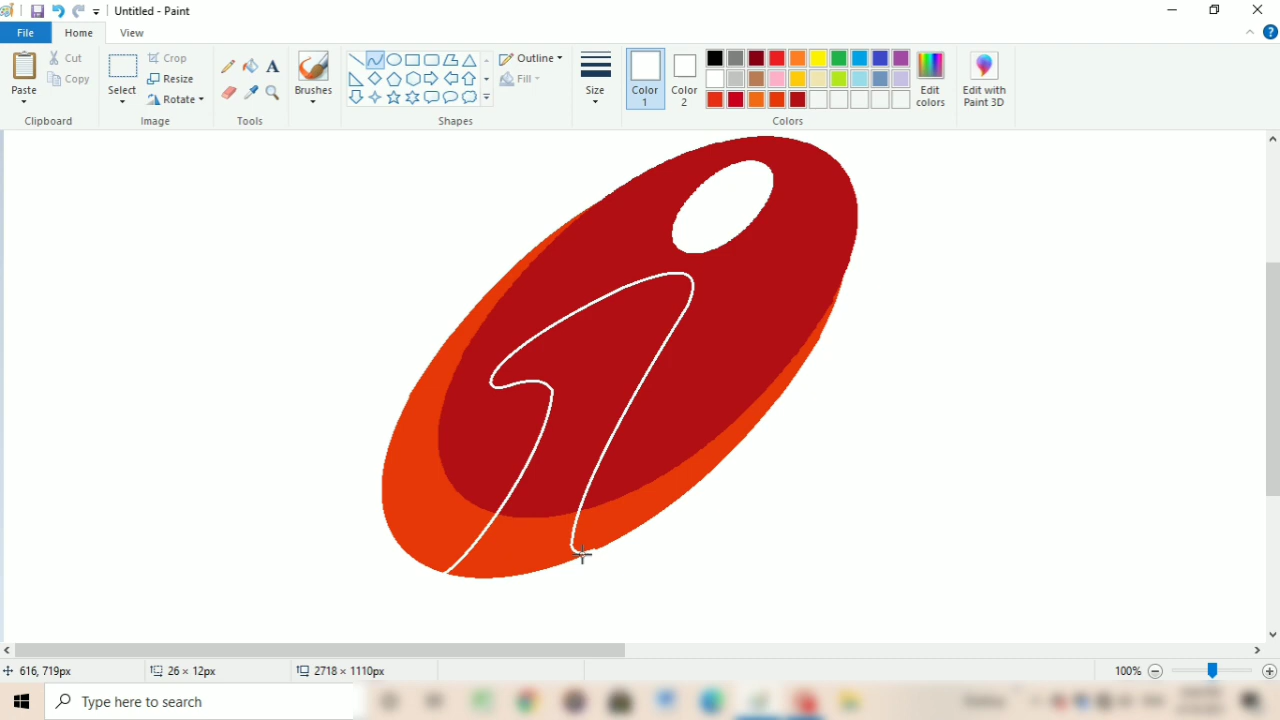 Untitled - Paint
File Home View
Paste
Cut
Copy
Clipboard
Select
Crop
Resize
Rotate
Image
A
Tools
Brushes
Outline
Fill
Shapes
Size
Color 1
Color 2
Edit colors
Colors
Edit with Paint 3D
616, 719px
26 × 12px
2718 × 1110px
100%
Type here to search